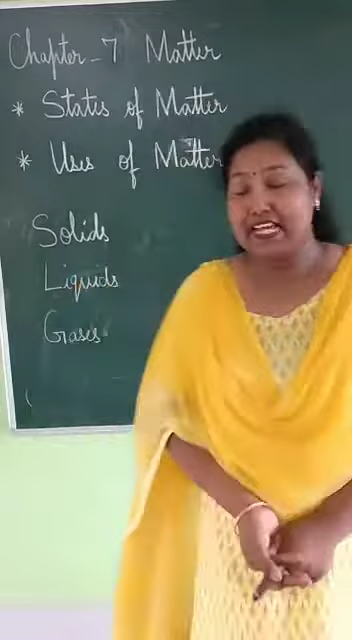 Chapter-7 Matter
* States of Matter
* Uses of Matter
Solids
Liquids
Gases